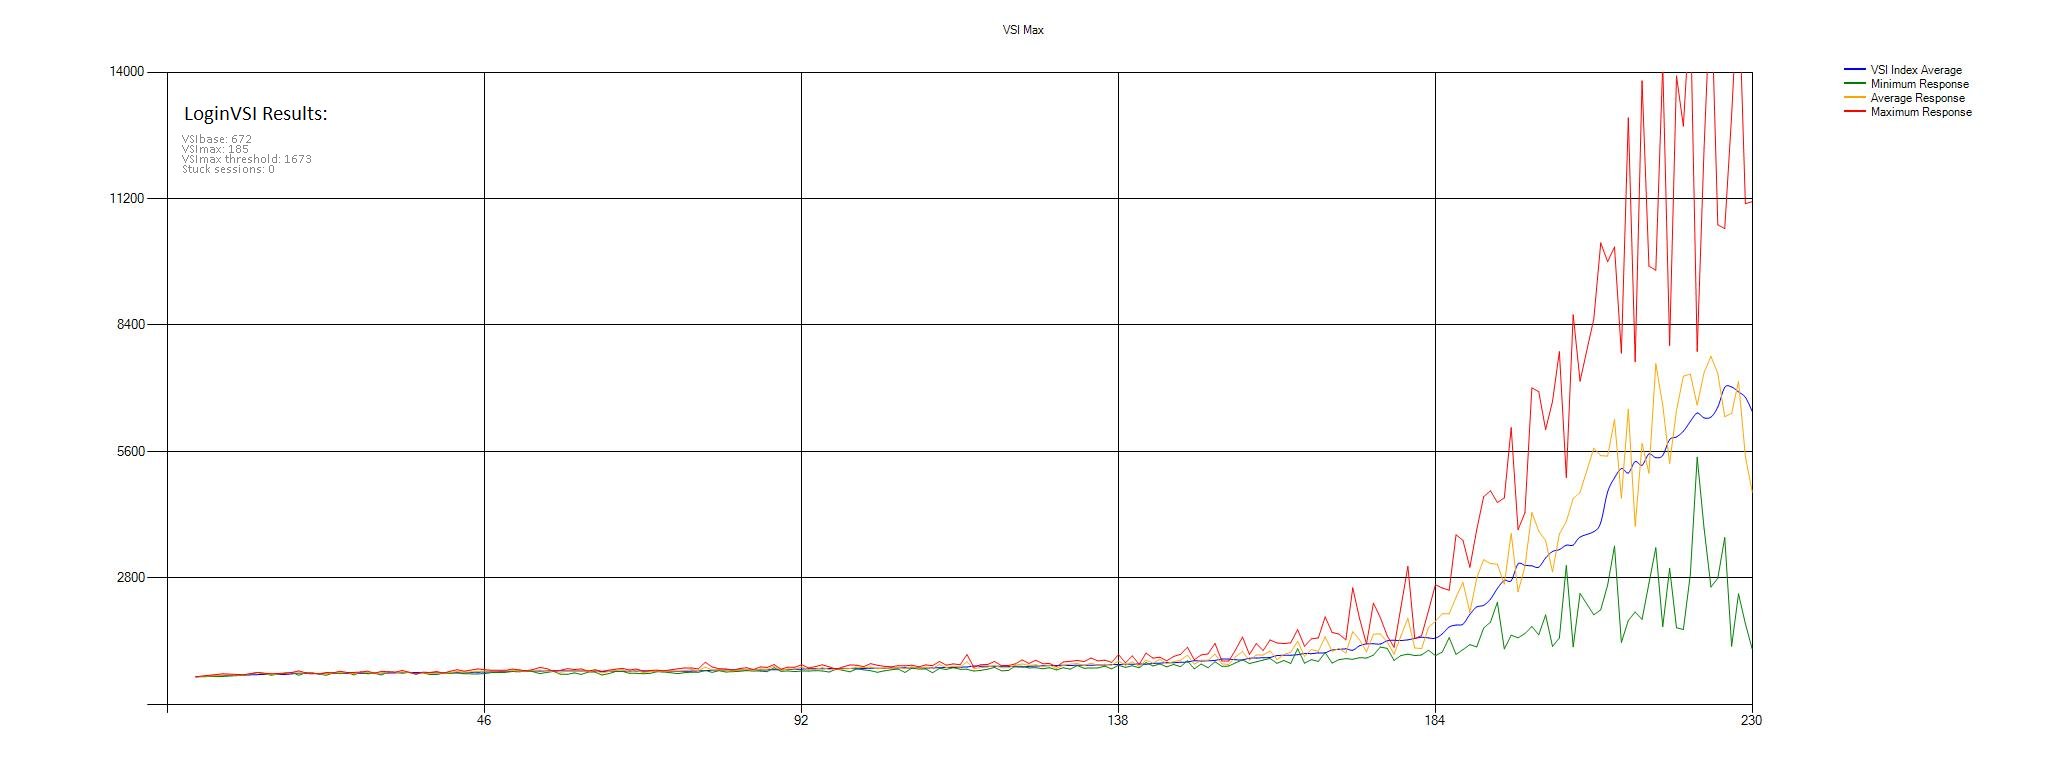 VSI Max
14000
11200
8400
5600
2800
LoginVSI Results:
VSIbase: 672
VSImax: 185
VSImax threshold: 1673
Stuck sessions: 0
VSI Index Average
Minimum Response
Average Response
Maximum Response
46
92
138
184
230